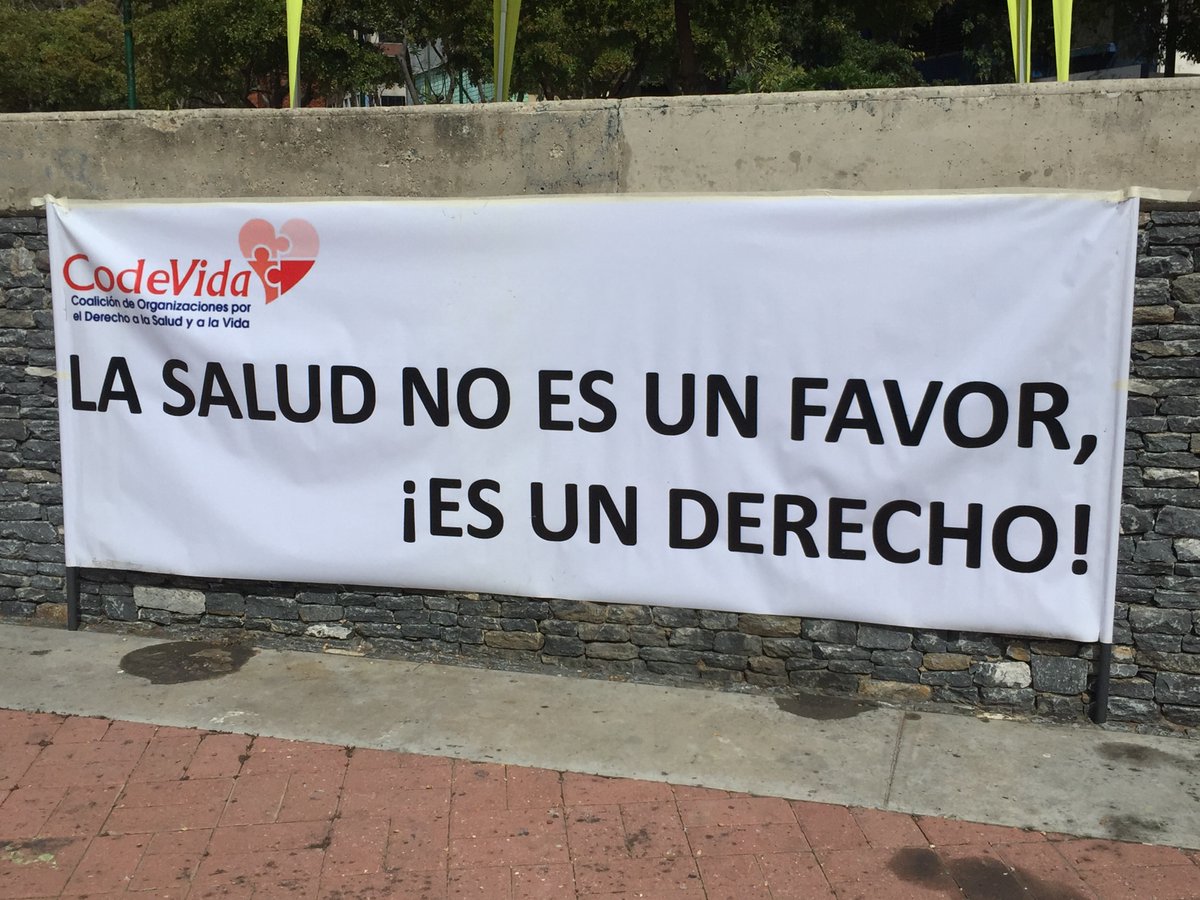 CodeVida
Coalición de Organizaciones por
el Derecho a la Salud y a la Vida
LA SALUD NO ES UN FAVOR,
¡ES UN DERECHO!